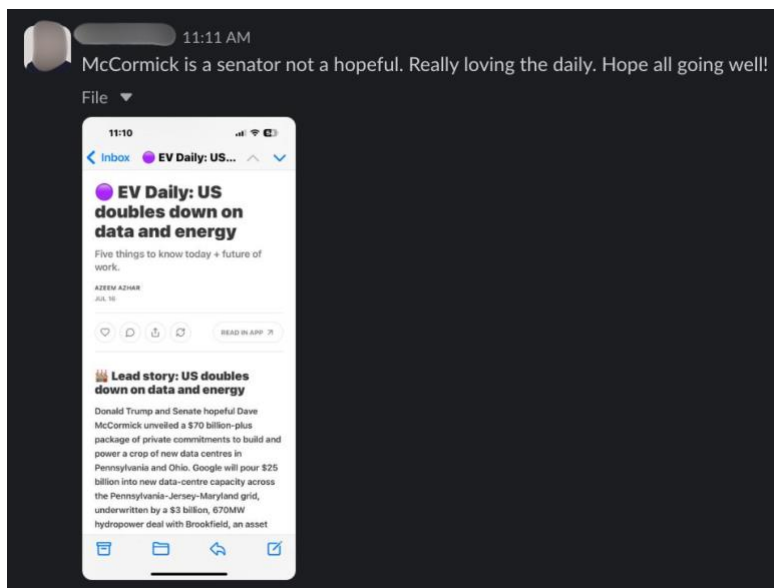 11:11 AM
McCormick is a senator not a hopeful. Really loving the daily. Hope all going well!
File
11:10
Inbox
EV Daily: US...
EV Daily: US
doubles down on
data and energy
Five things to know today + future of
work.
AZEEM AZHAR
JUL 16
READ IN APP
Lead story: US doubles
down on data and energy
Donald Trump and Senate hopeful Dave
McCormick unveiled a $70 billion-plus
package of private commitments to build and
power a crop of new data centres in
Pennsylvania and Ohio. Google will pour $25
billion into new data-centre capacity across
the Pennsylvania-Jersey-Maryland grid,
underwritten by a $3 billion, 670MW
hydropower deal with Brookfield, an asset